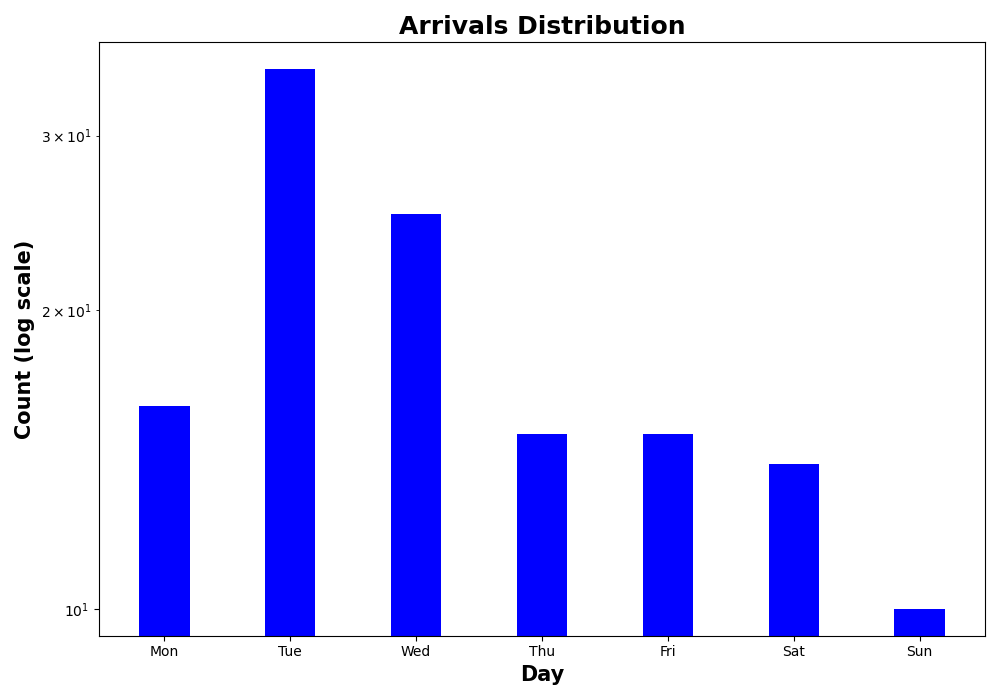 Arrivals Distribution
Count (log scale)
3 × 10¹
2 × 10¹
10¹
Mon Tue Wed Thu Fri Sat Sun
Day